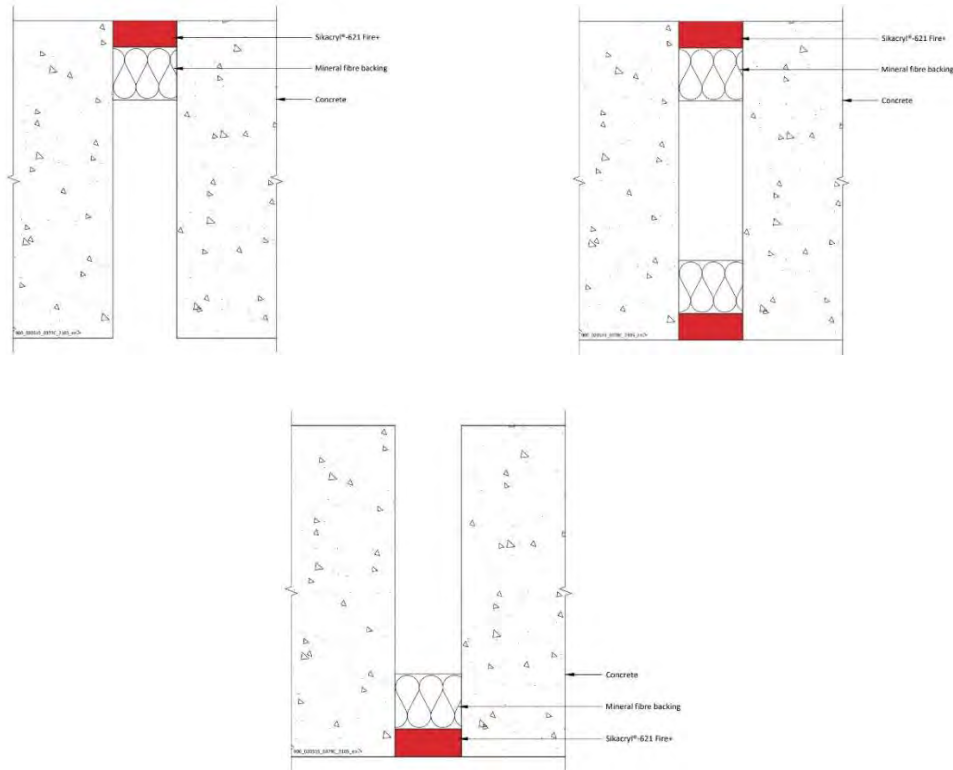 Sikacryl®-621 Fire+
Mineral fibre backing
Concrete
Sikacryl®-621 Fire+
Mineral fibre backing
Concrete
Concrete
Mineral fibre backing
Sikacryl®-621 Fire+